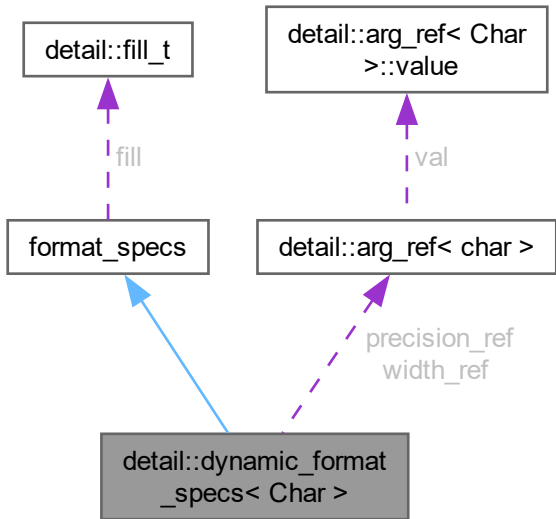 detail::fill_t
detail::arg_ref< Char
>::value
fill
val
format_specs
detail::arg_ref< char >
precision_ref
width_ref
detail::dynamic_format
_specs< Char >